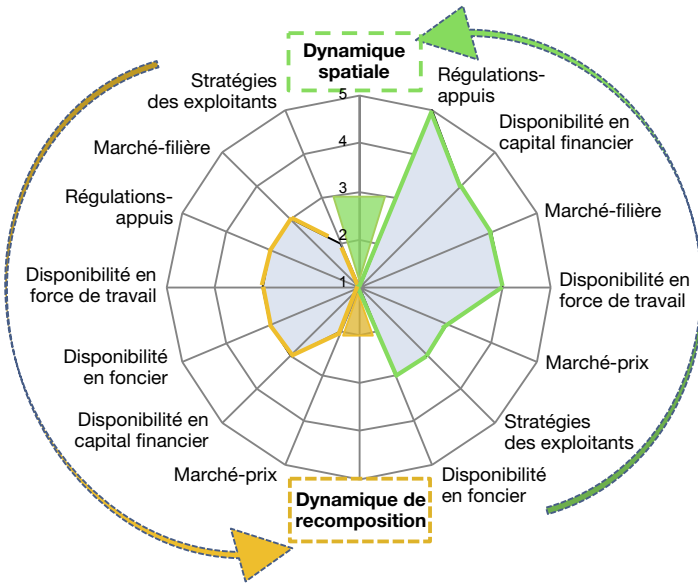 Dynamique
spatiale
Régulations-
appuis
Disponibilité en
capital financier
Marché-filière
Disponibilité en
force de travail
Marché-prix
Stratégies
des exploitants
Disponibilité
en foncier
Dynamique de
recomposition
Marché-prix
Disponibilité en
capital financier
Disponibilité
en foncier
Disponibilité en
force de travail
Régulations-
appuis
Marché-filière
Stratégies
des exploitants
5
4
3
2
1